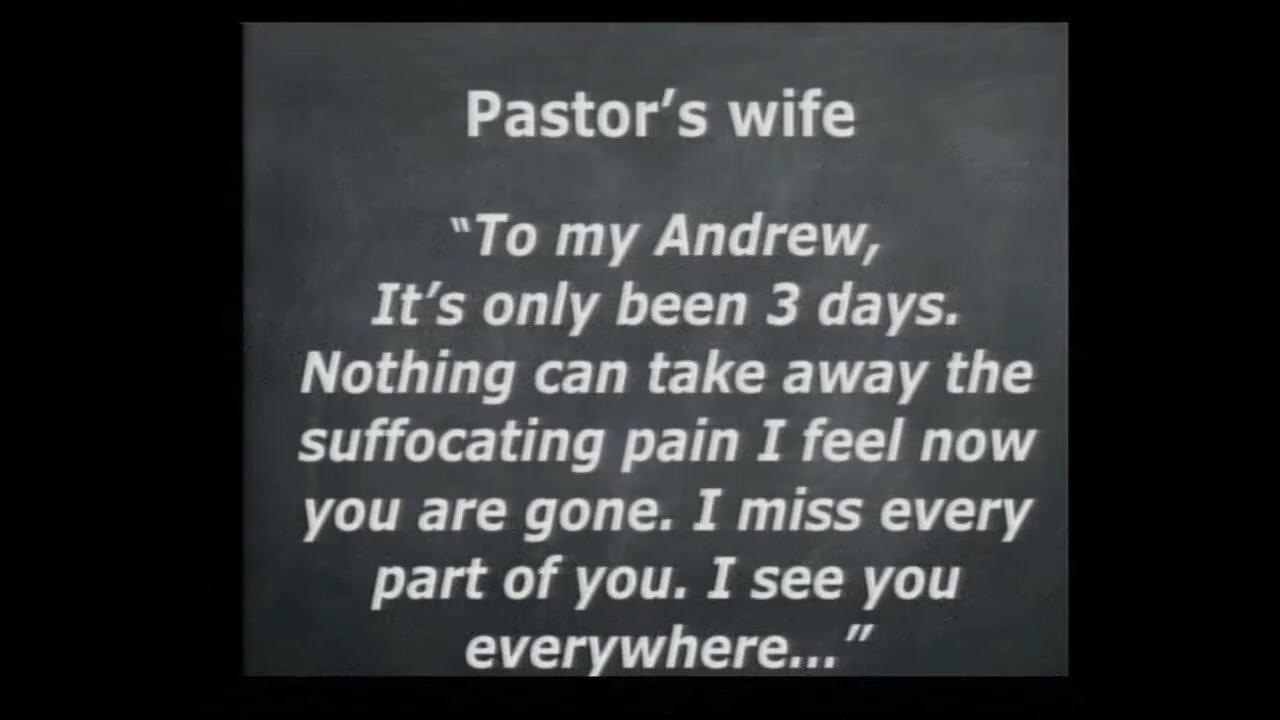 Pastor’s wife
“To my Andrew,
It’s only been 3 days.
Nothing can take away the
suffocating pain I feel now
you are gone. I miss every
part of you. I see you
everywhere...”